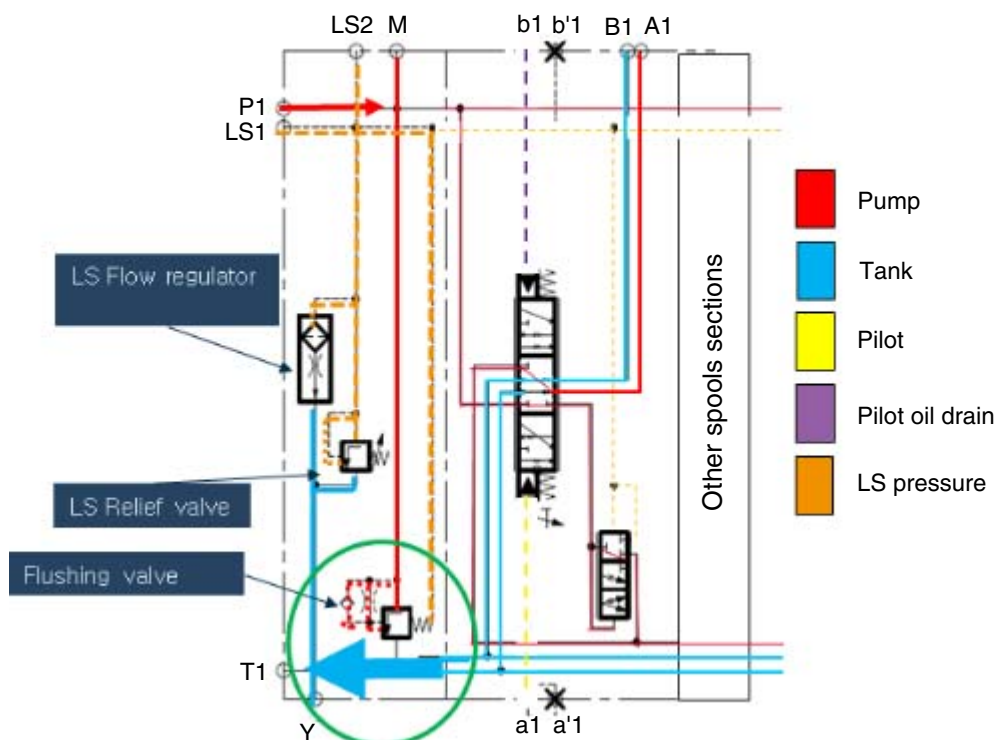 LS2 M b1 b'1 B1 A1
P1
LS1
LS Flow regulator
LS Relief valve
Flushing valve
T1
Y a1 a'1
Other spools sections
Pump
Tank
Pilot
Pilot oil drain
LS pressure